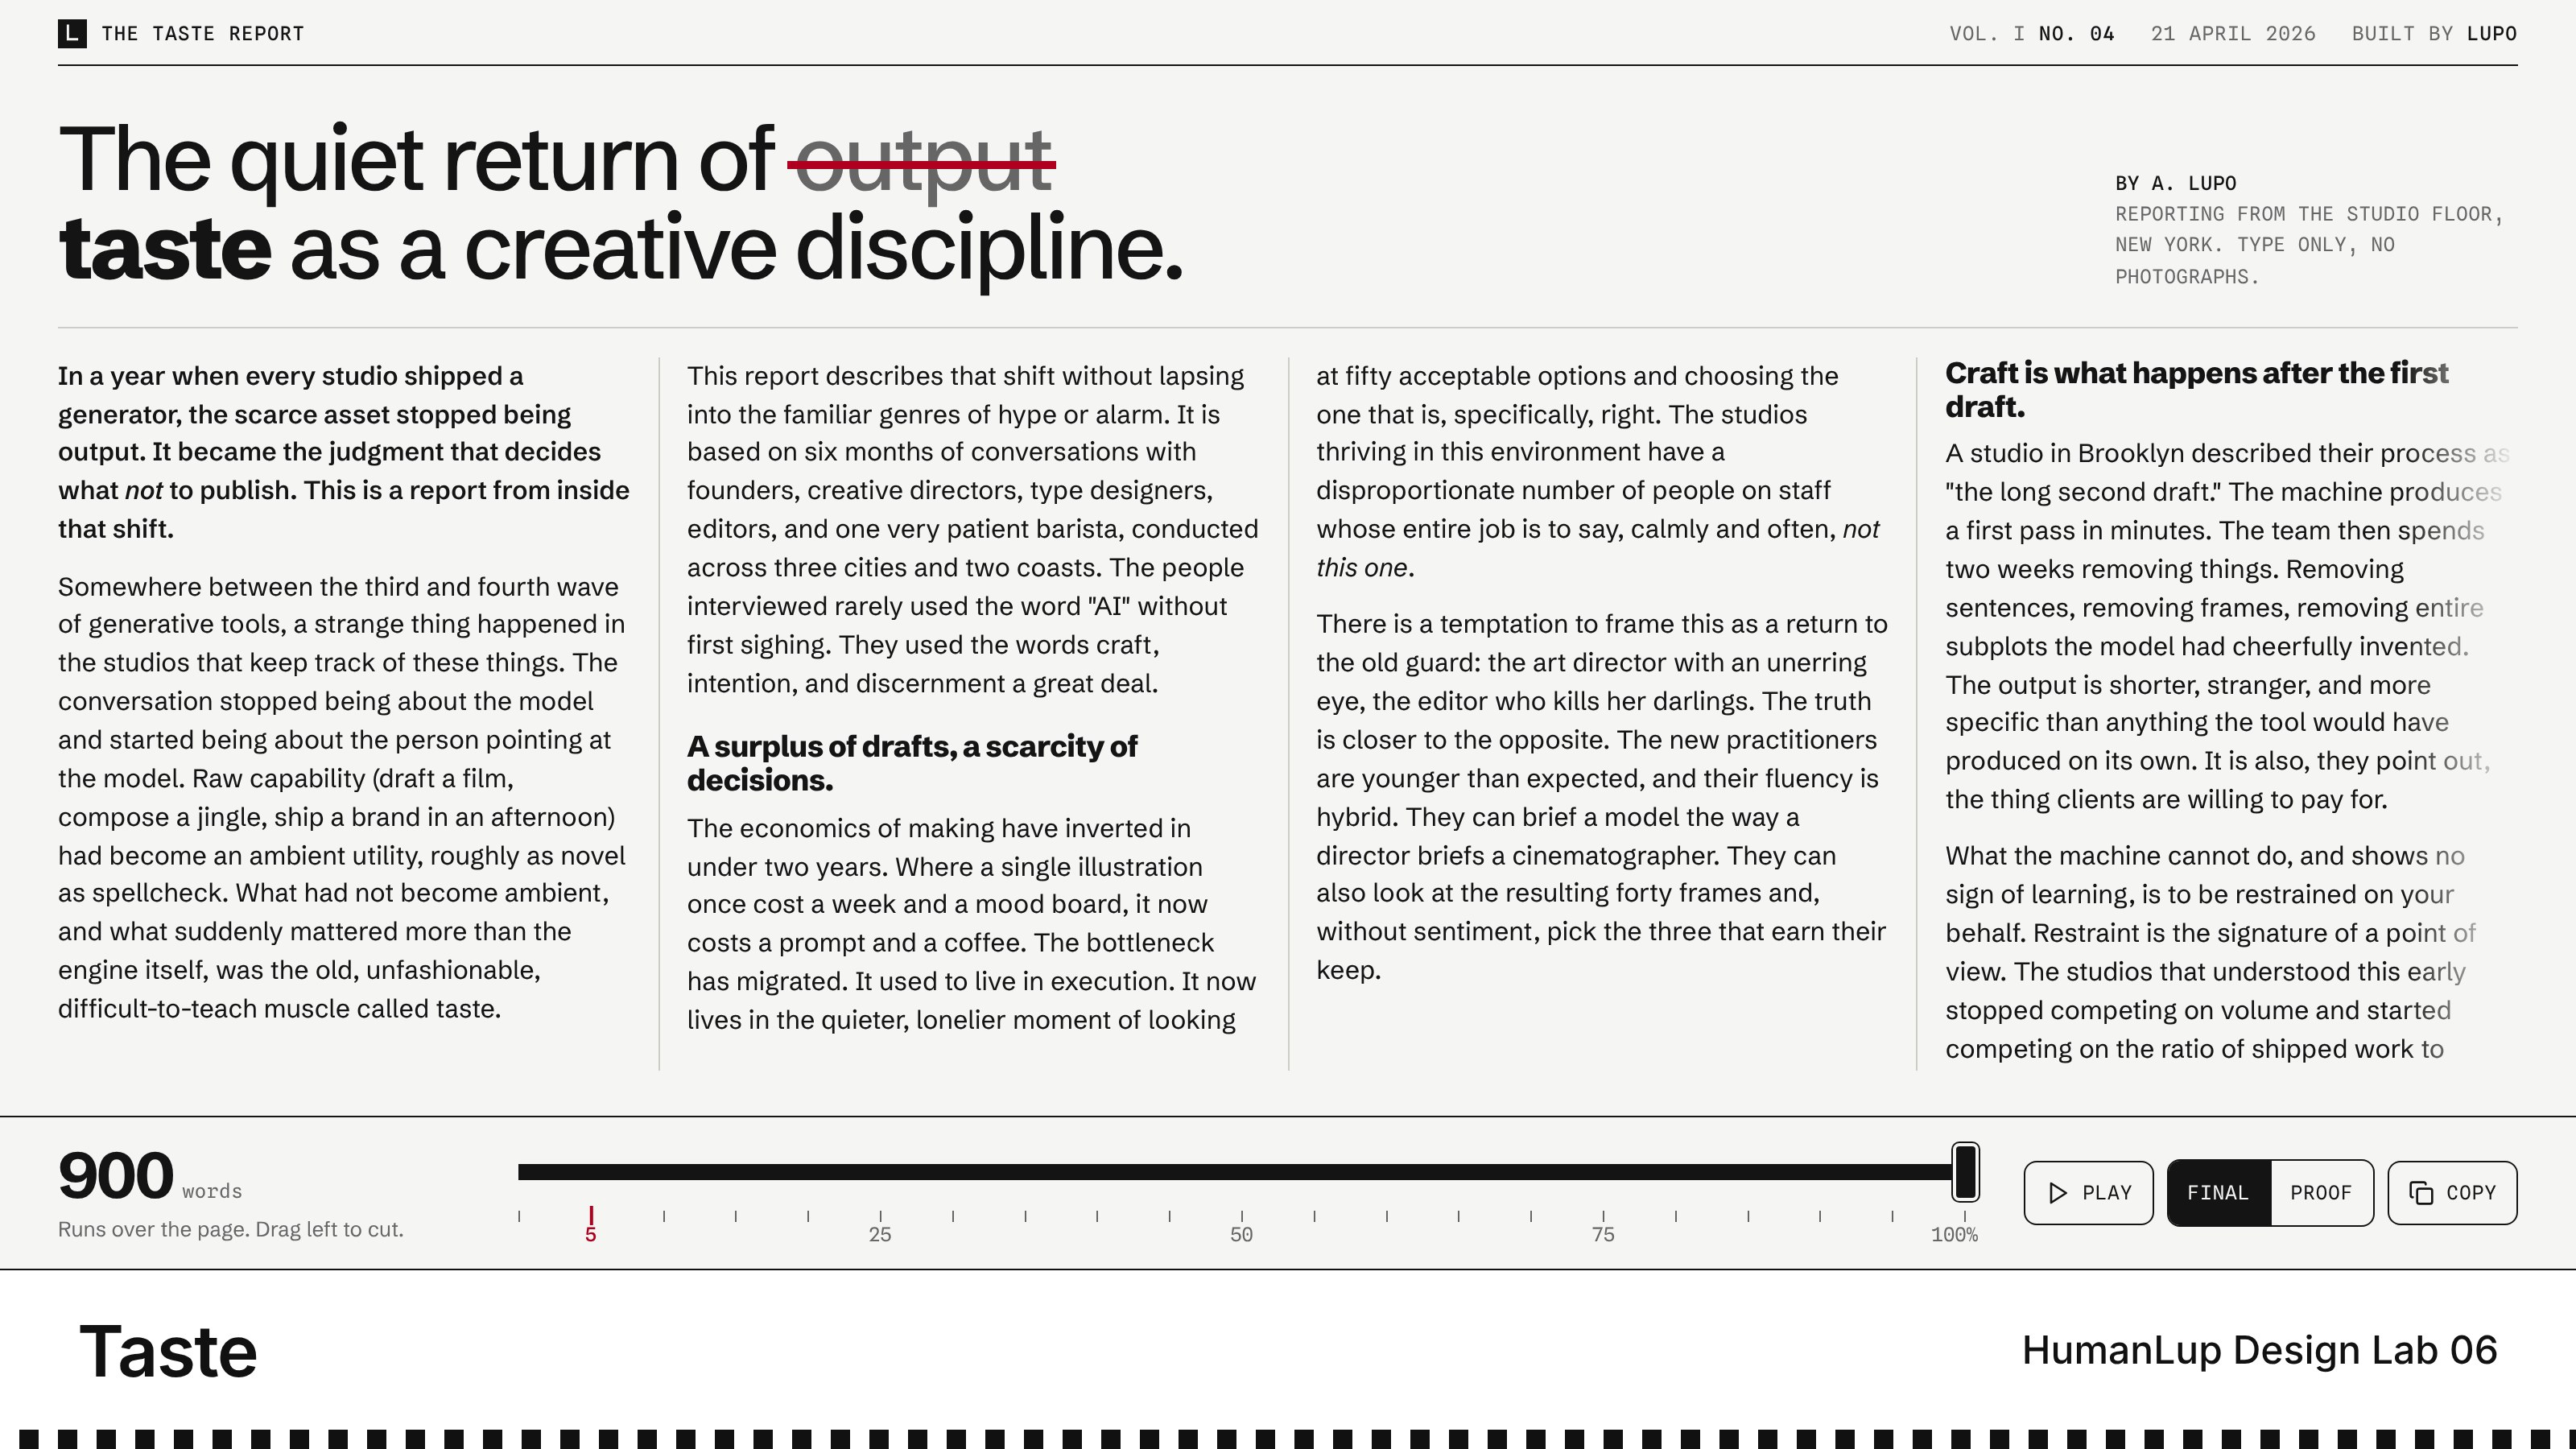 L THE TASTE REPORT
VOL. I NO. 04 21 APRIL 2026 BUILT BY LUPO
The quiet return of output
taste as a creative discipline.
BY A. LUPO
REPORTING FROM THE STUDIO FLOOR,
NEW YORK. TYPE ONLY, NO
PHOTOGRAPHS.
In a year when every studio shipped a
generator, the scarce asset stopped being
output. It became the judgment that decides
what not to publish. This is a report from inside
that shift.
Somewhere between the third and fourth wave
of generative tools, a strange thing happened in
the studios that keep track of these things. The
conversation stopped being about the model
and started being about the person pointing at
the model. Raw capability (draft a film,
compose a jingle, ship a brand in an afternoon)
had become an ambient utility, roughly as novel
as spellcheck. What had not become ambient,
and what suddenly mattered more than the
engine itself, was the old, unfashionable,
difficult-to-teach muscle called taste.
This report describes that shift without lapsing
into the familiar genres of hype or alarm. It is
based on six months of conversations with
founders, creative directors, type designers,
editors, and one very patient barista, conducted
across three cities and two coasts. The people
interviewed rarely used the word "AI" without
first sighing. They used the words craft,
intention, and discernment a great deal.
A surplus of drafts, a scarcity of
decisions.
The economics of making have inverted in
under two years. Where a single illustration
once cost a week and a mood board, it now
costs a prompt and a coffee. The bottleneck
has migrated. It used to live in execution. It now
lives in the quieter, lonelier moment of looking
at fifty acceptable options and choosing the
one that is, specifically, right. The studios
thriving in this environment have a
disproportionate number of people on staff
whose entire job is to say, calmly and often, not
this one.
There is a temptation to frame this as a return to
the old guard: the art director with an unerring
eye, the editor who kills her darlings. The truth
is closer to the opposite. The new practitioners
are younger than expected, and their fluency is
hybrid. They can brief a model the way a
director briefs a cinematographer. They can
also look at the resulting forty frames and,
without sentiment, pick the three that earn their
keep.
Craft is what happens after the first
draft.
A studio in Brooklyn described their process as
"the long second draft." The machine produces
a first pass in minutes. The team then spends
two weeks removing things. Removing
sentences, removing frames, removing entire
subplots the model had cheerfully invented.
The output is shorter, stranger, and more
specific than anything the tool would have
produced on its own. It is also, they point out,
the thing clients are willing to pay for.
What the machine cannot do, and shows no
sign of learning, is to be restrained on your
behalf. Restraint is the signature of a point of
view. The studios that understood this early
stopped competing on volume and started
competing on the ratio of shipped work to
900 words
Runs over the page. Drag left to cut.
5 25 50 75 100%
PLAY FINAL PROOF COPY
Taste
HumanLup Design Lab 06